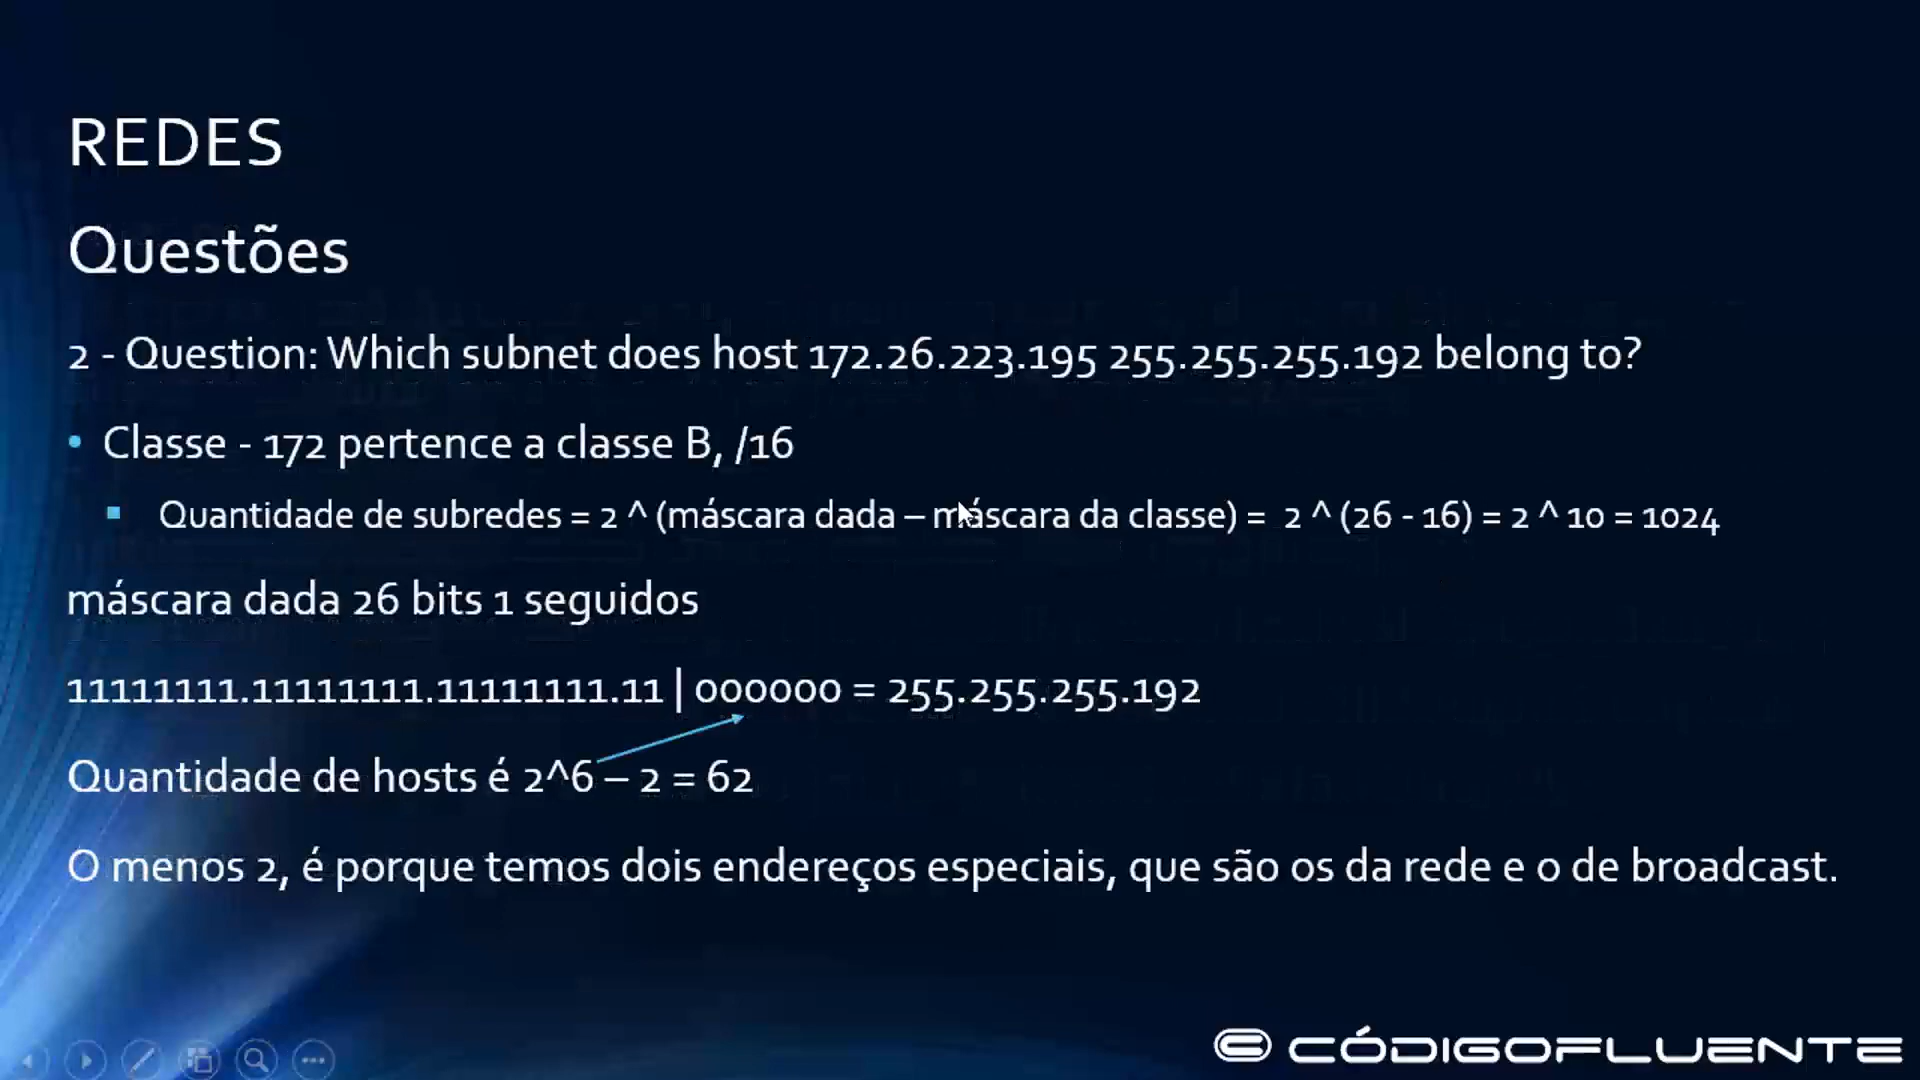 REDES
Questões
2 - Question: Which subnet does host 172.26.223.195 255.255.255.192 belong to?
• Classe - 172 pertence a classe B, /16
▪ Quantidade de subredes = 2 ^ (máscara dada – máscara da classe) = 2 ^ (26 - 16) = 2 ^ 10 = 1024
máscara dada 26 bits 1 seguidos
11111111.11111111.11111111.11 | 000000 = 255.255.255.192
Quantidade de hosts é 2^6 – 2 = 62
O menos 2, é porque temos dois endereços especiais, que são os da rede e o de broadcast.
CÓDIGOFLUENTE